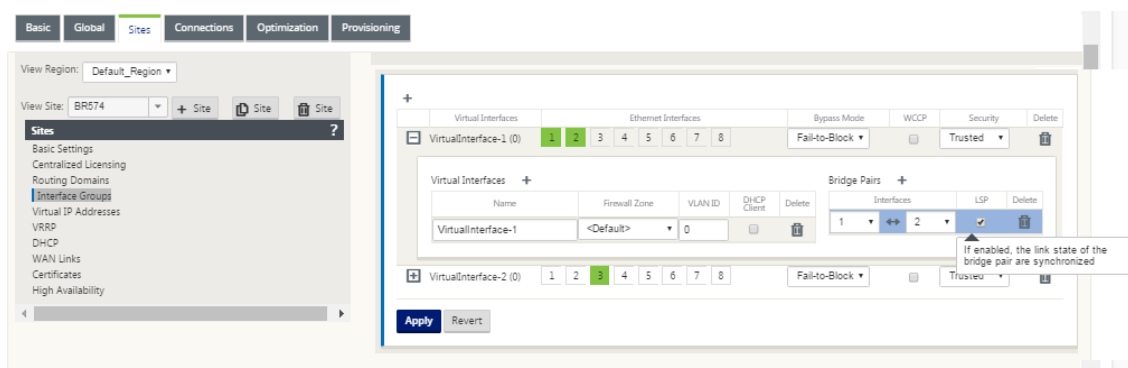 Basic Global Sites Connections Optimization Provisioning
View Region: Default_Region
View Site: BR574 + Site Site Site
Sites ?
Basic Settings
Centralized Licensing
Routing Domains
Interface Groups
Virtual IP Addresses
VRRP
DHCP
WAN Links
Certificates
High Availability
+
Virtual Interfaces Ethernet Interfaces Bypass Mode WCCP Security Delete
VirtualInterface-1 (0) 1 2 3 4 5 6 7 8 Fail-to-Block Trusted
Virtual Interfaces + Bridge Pairs +
Name Firewall Zone VLAN ID DHCP Client Delete Interfaces LSP Delete
VirtualInterface-1 <Default> 0 1 2
If enabled, the link state of the
bridge pair are synchronized
VirtualInterface-2 (0) 1 2 3 4 5 6 7 8 Fail-to-Block Trusted
Apply Revert